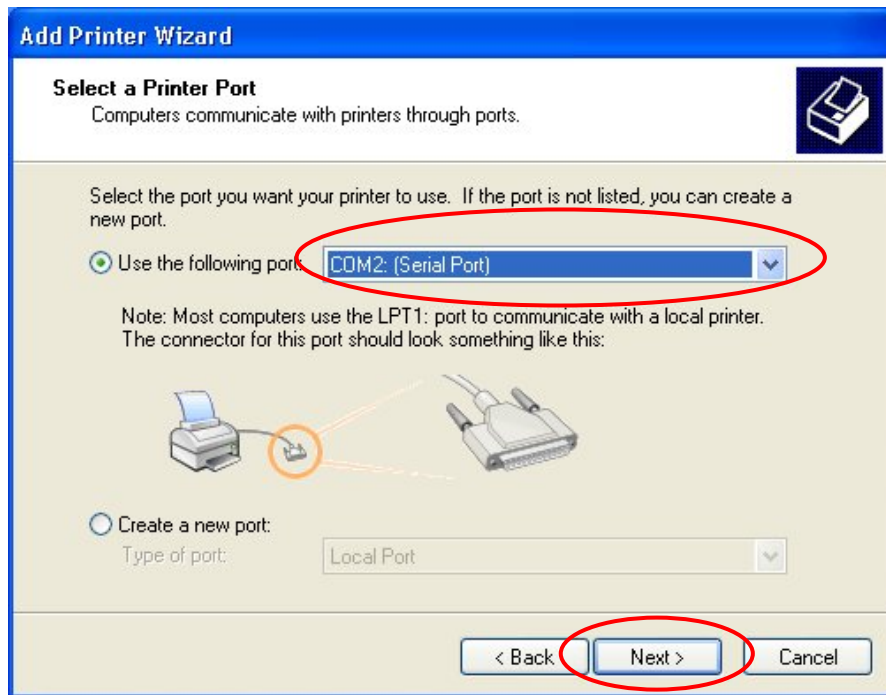 Add Printer Wizard
Select a Printer Port
Computers communicate with printers through ports.
Select the port you want your printer to use.  If the port is not listed, you can create a
new port.
Use the following port: COM2: (Serial Port)
Note: Most computers use the LPT1: port to communicate with a local printer.
The connector for this port should look something like this:
Create a new port:
Type of port: Local Port
< Back Next > Cancel